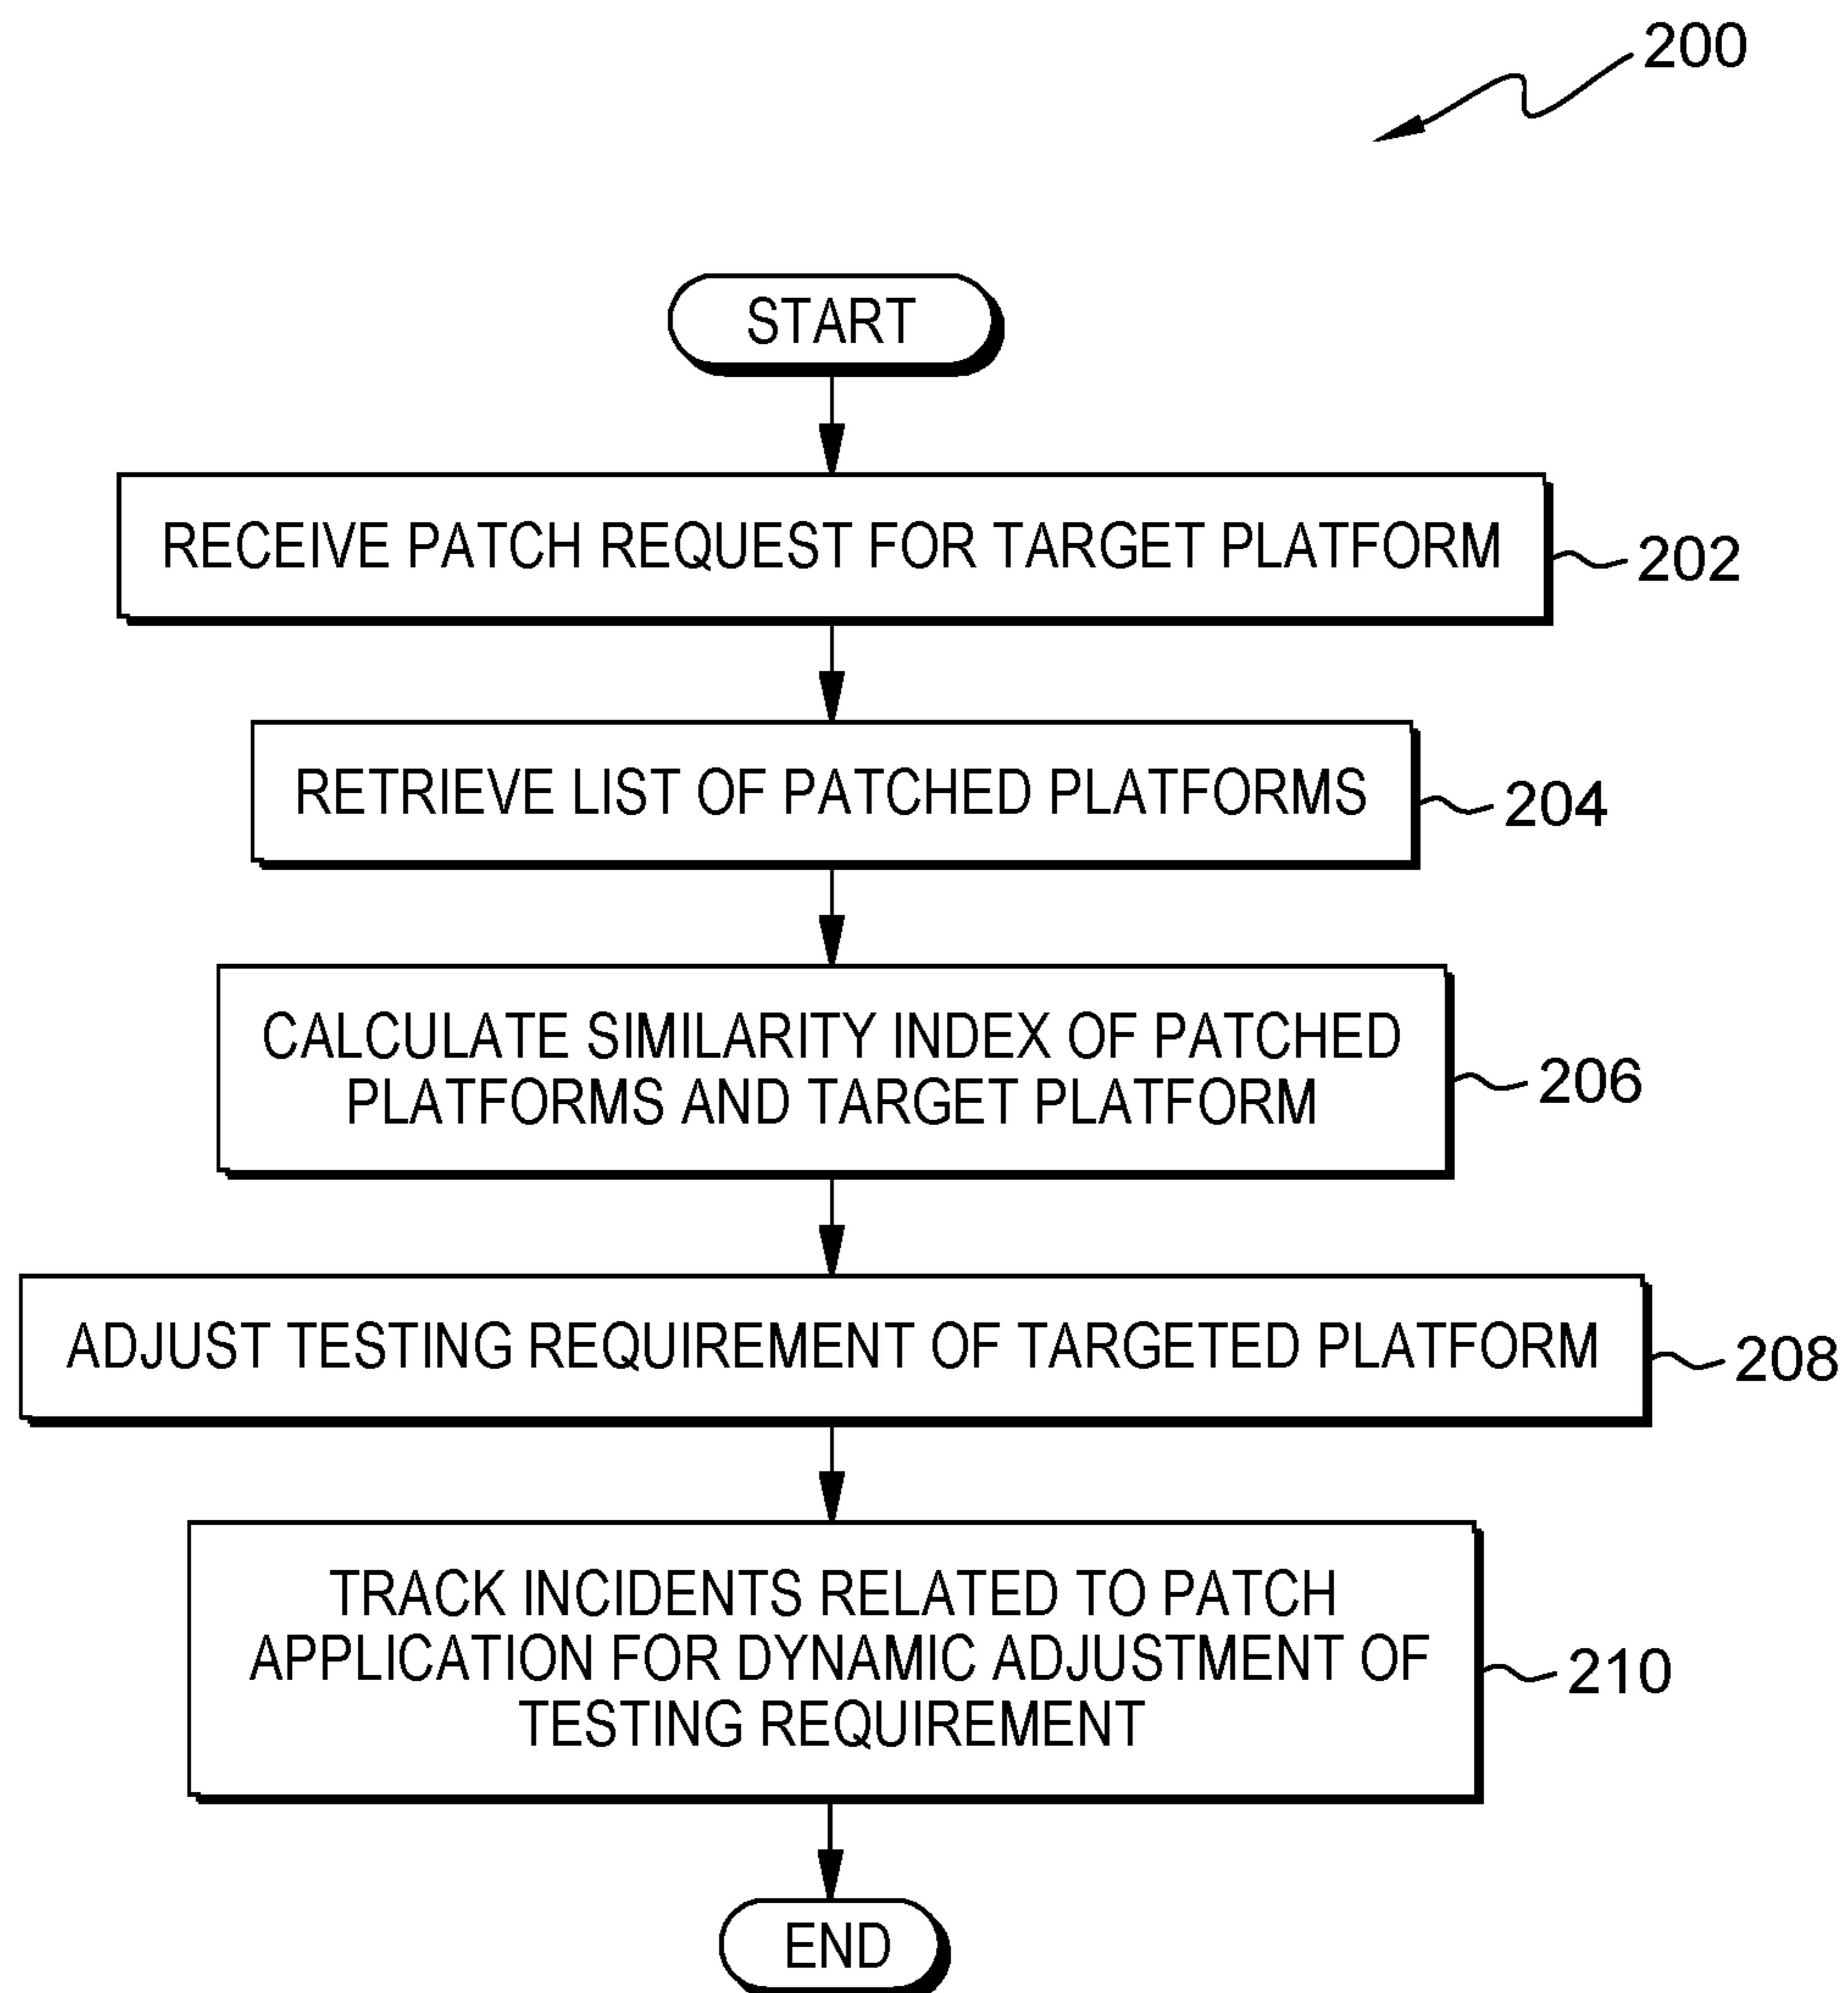 200
START
RECEIVE PATCH REQUEST FOR TARGET PLATFORM
202
RETRIEVE LIST OF PATCHED PLATFORMS
204
CALCULATE SIMILARITY INDEX OF PATCHED
PLATFORMS AND TARGET PLATFORM
206
ADJUST TESTING REQUIREMENT OF TARGETED PLATFORM
208
TRACK INCIDENTS RELATED TO PATCH
APPLICATION FOR DYNAMIC ADJUSTMENT OF
TESTING REQUIREMENT
210
END